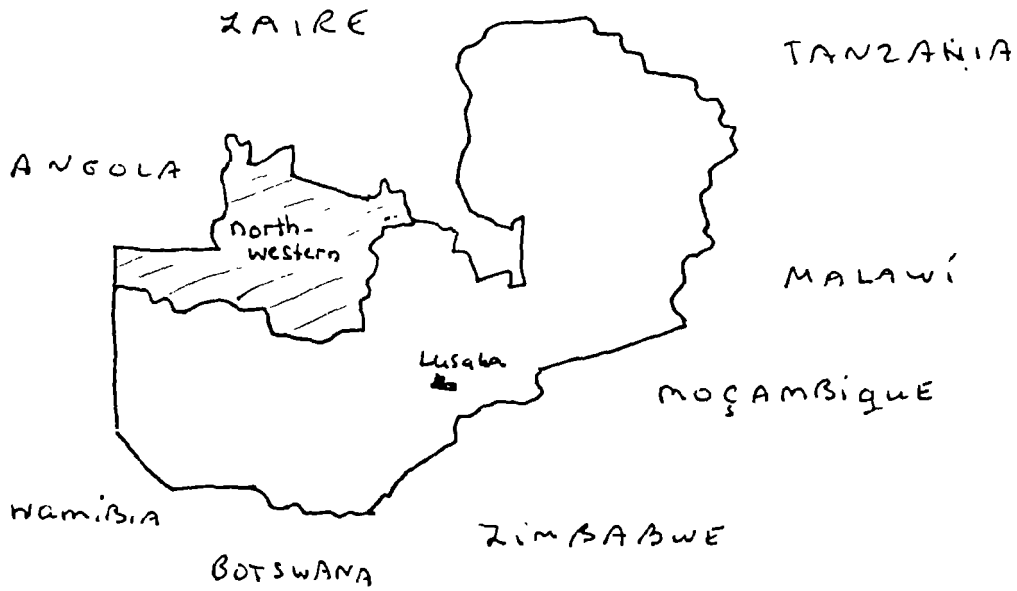 ZAIRE
TANZANIA
ANGOLA
North-
western
MALAWi
Lusaka
MOÇAMBiquE
NamiBiA
ZiMBABWE
BOTSWANA